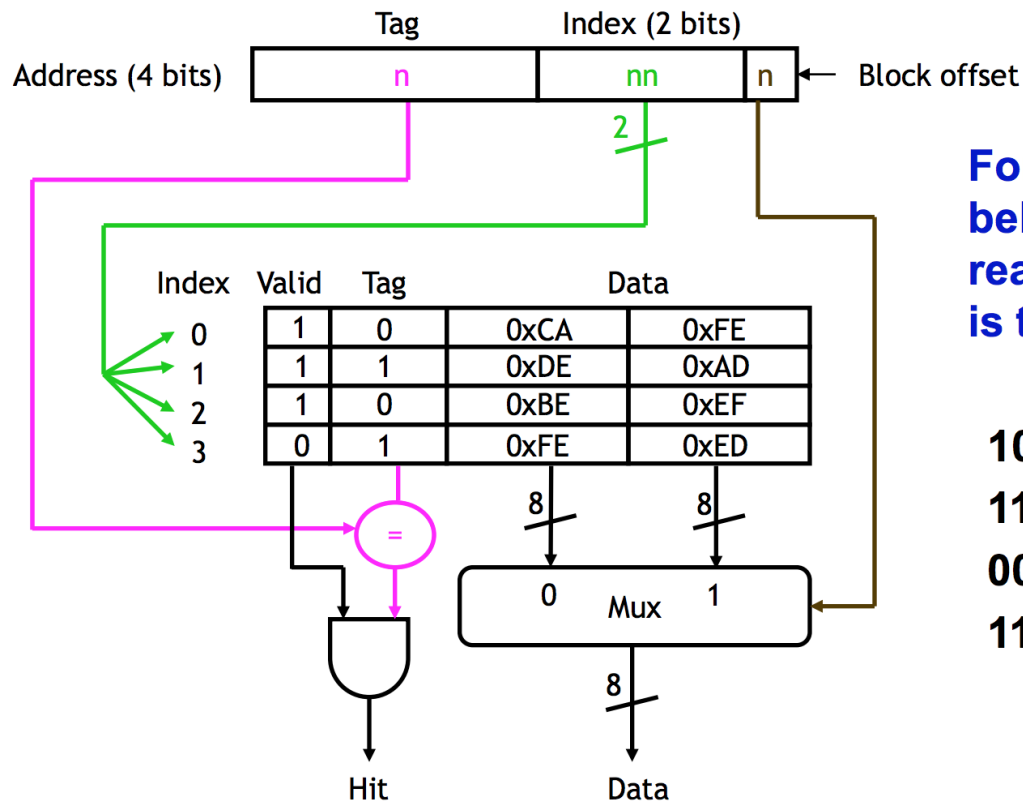 Tag Index (2 bits)
Address (4 bits) n nn n Block offset
2
Fo
bel
rea
is t
Index Valid Tag Data
0 1 0 0xCA 0xFE
1 1 1 0xDE 0xAD
2 1 0 0xBE 0xEF
3 0 1 0xFE 0xED
10
11
00
11
8 8
=
0 Mux 1
8
Hit Data